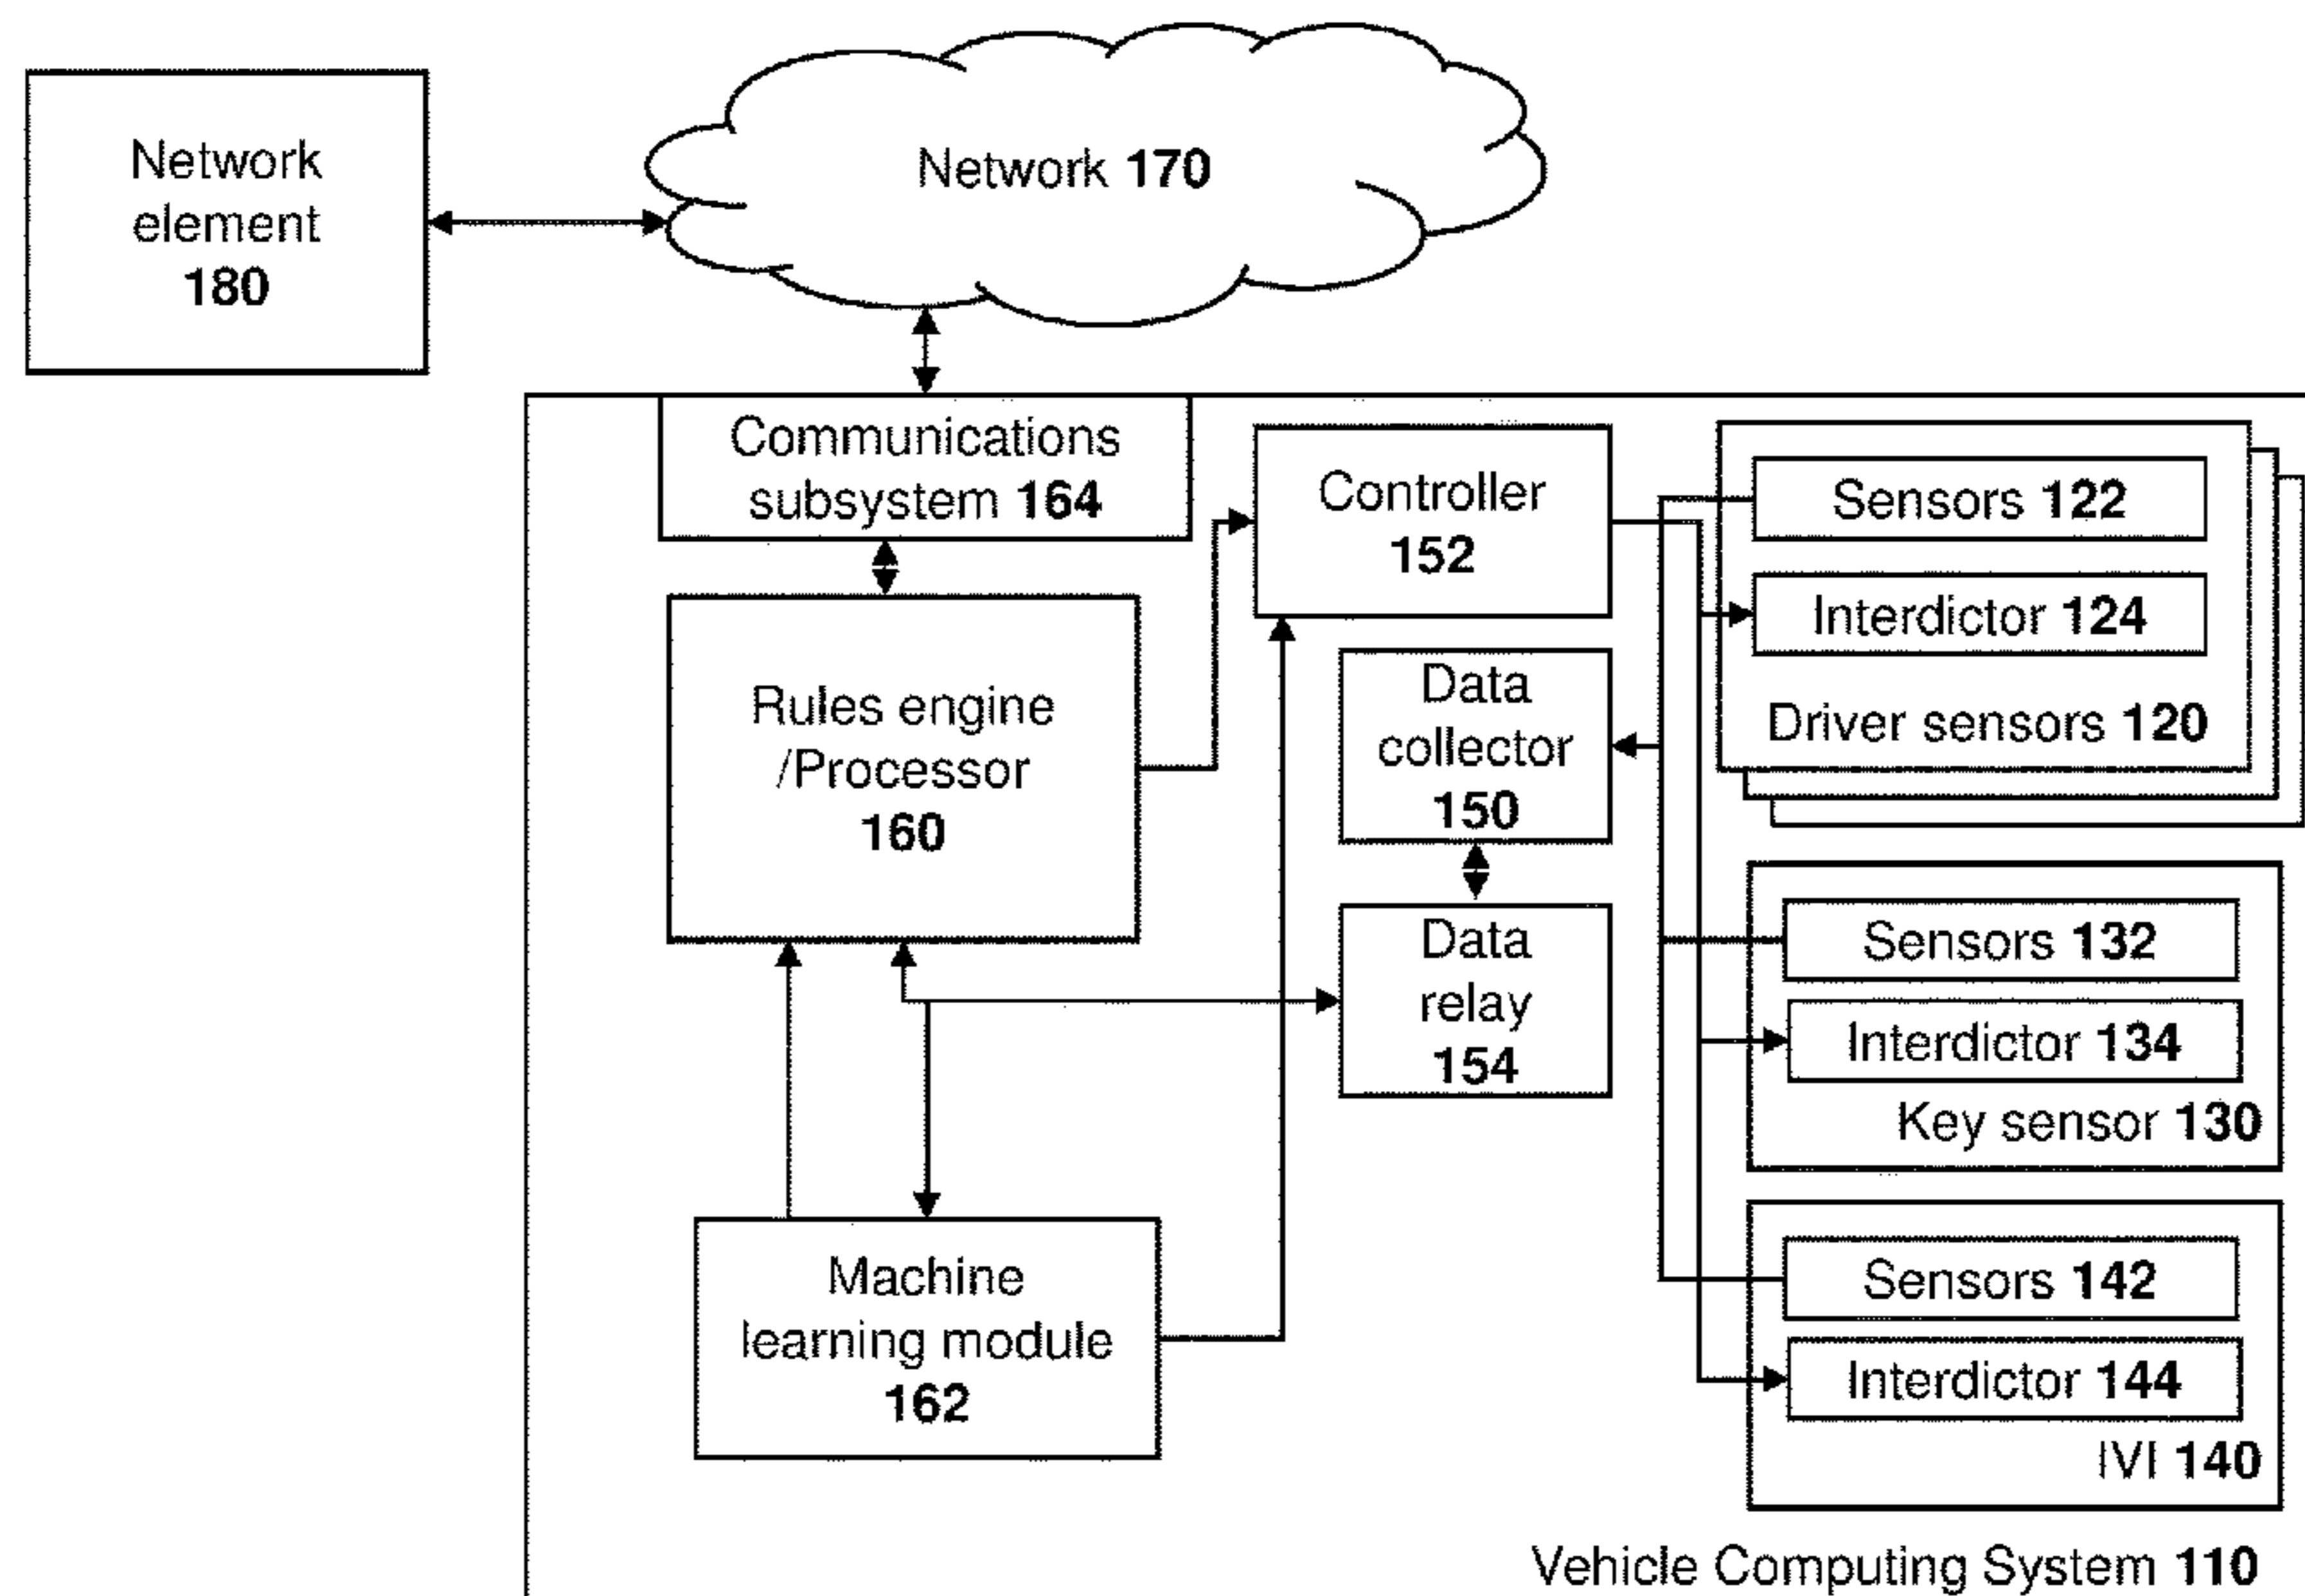 Network
element
180
Network 170
Communications
subsystem 164
Controller
152
Sensors 122
Interdictor 124
Driver sensors 120
Rules engine
/Processor
160
Data
collector
150
Data
relay
154
Sensors 132
Interdictor 134
Key sensor 130
Machine
learning module
162
Sensors 142
Interdictor 144
IVI 140
Vehicle Computing System 110